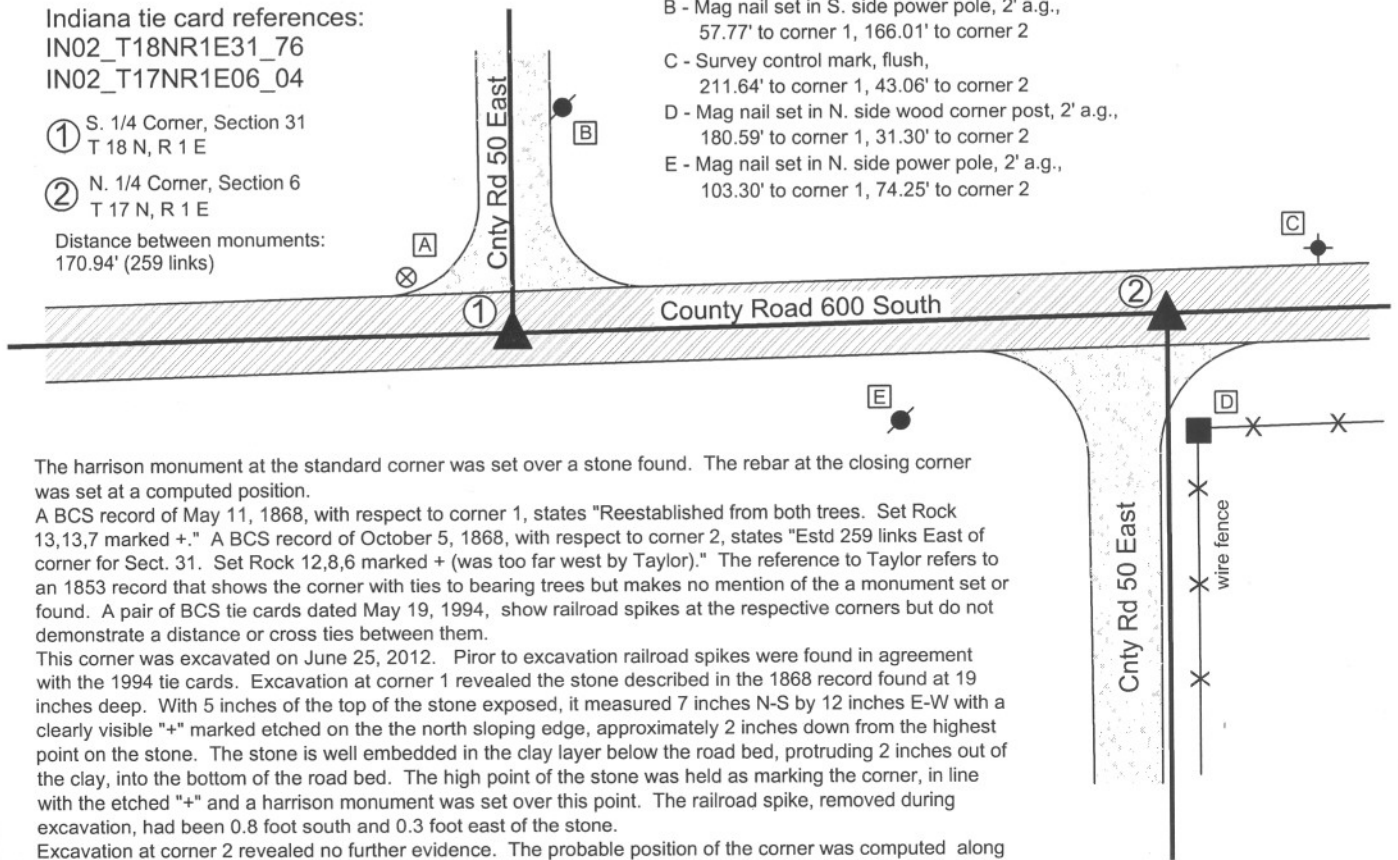 Indiana tie card references:
IN02_T18NR1E31_76
IN02_T17NR1E06_04
1 S. 1/4 Corner, Section 31
T 18 N, R 1 E
2 N. 1/4 Corner, Section 6
T 17 N, R 1 E
Distance between monuments:
170.94' (259 links)
B - Mag nail set in S. side power pole, 2' a.g.,
57.77' to corner 1, 166.01' to corner 2
C - Survey control mark, flush,
211.64' to corner 1, 43.06' to corner 2
D - Mag nail set in N. side wood corner post, 2' a.g.,
180.59' to corner 1, 31.30' to corner 2
E - Mag nail set in N. side power pole, 2' a.g.,
103.30' to corner 1, 74.25' to corner 2
Cnty Rd 50 East
B
A
C
1
County Road 600 South
2
E
D
Cnty Rd 50 East
wire fence
The harrison monument at the standard corner was set over a stone found. The rebar at the closing corner
was set at a computed position.
A BCS record of May 11, 1868, with respect to corner 1, states "Reestablished from both trees. Set Rock
13,13,7 marked +." A BCS record of October 5, 1868, with respect to corner 2, states "Estd 259 links East of
corner for Sect. 31. Set Rock 12,8,6 marked + (was too far west by Taylor)." The reference to Taylor refers to
an 1853 record that shows the corner with ties to bearing trees but makes no mention of the a monument set or
found. A pair of BCS tie cards dated May 19, 1994, show railroad spikes at the respective corners but do not
demonstrate a distance or cross ties between them.
This corner was excavated on June 25, 2012. Piror to excavation railroad spikes were found in agreement
with the 1994 tie cards. Excavation at corner 1 revealed the stone described in the 1868 record found at 19
inches deep. With 5 inches of the top of the stone exposed, it measured 7 inches N-S by 12 inches E-W with a
clearly visible "+" marked etched on the the north sloping edge, approximately 2 inches down from the highest
point on the stone. The stone is well embedded in the clay layer below the road bed, protruding 2 inches out of
the clay, into the bottom of the road bed. The high point of the stone was held as marking the corner, in line
with the etched "+" and a harrison monument was set over this point. The railroad spike, removed during
excavation, had been 0.8 foot south and 0.3 foot east of the stone.
Excavation at corner 2 revealed no further evidence. The probable position of the corner was computed along